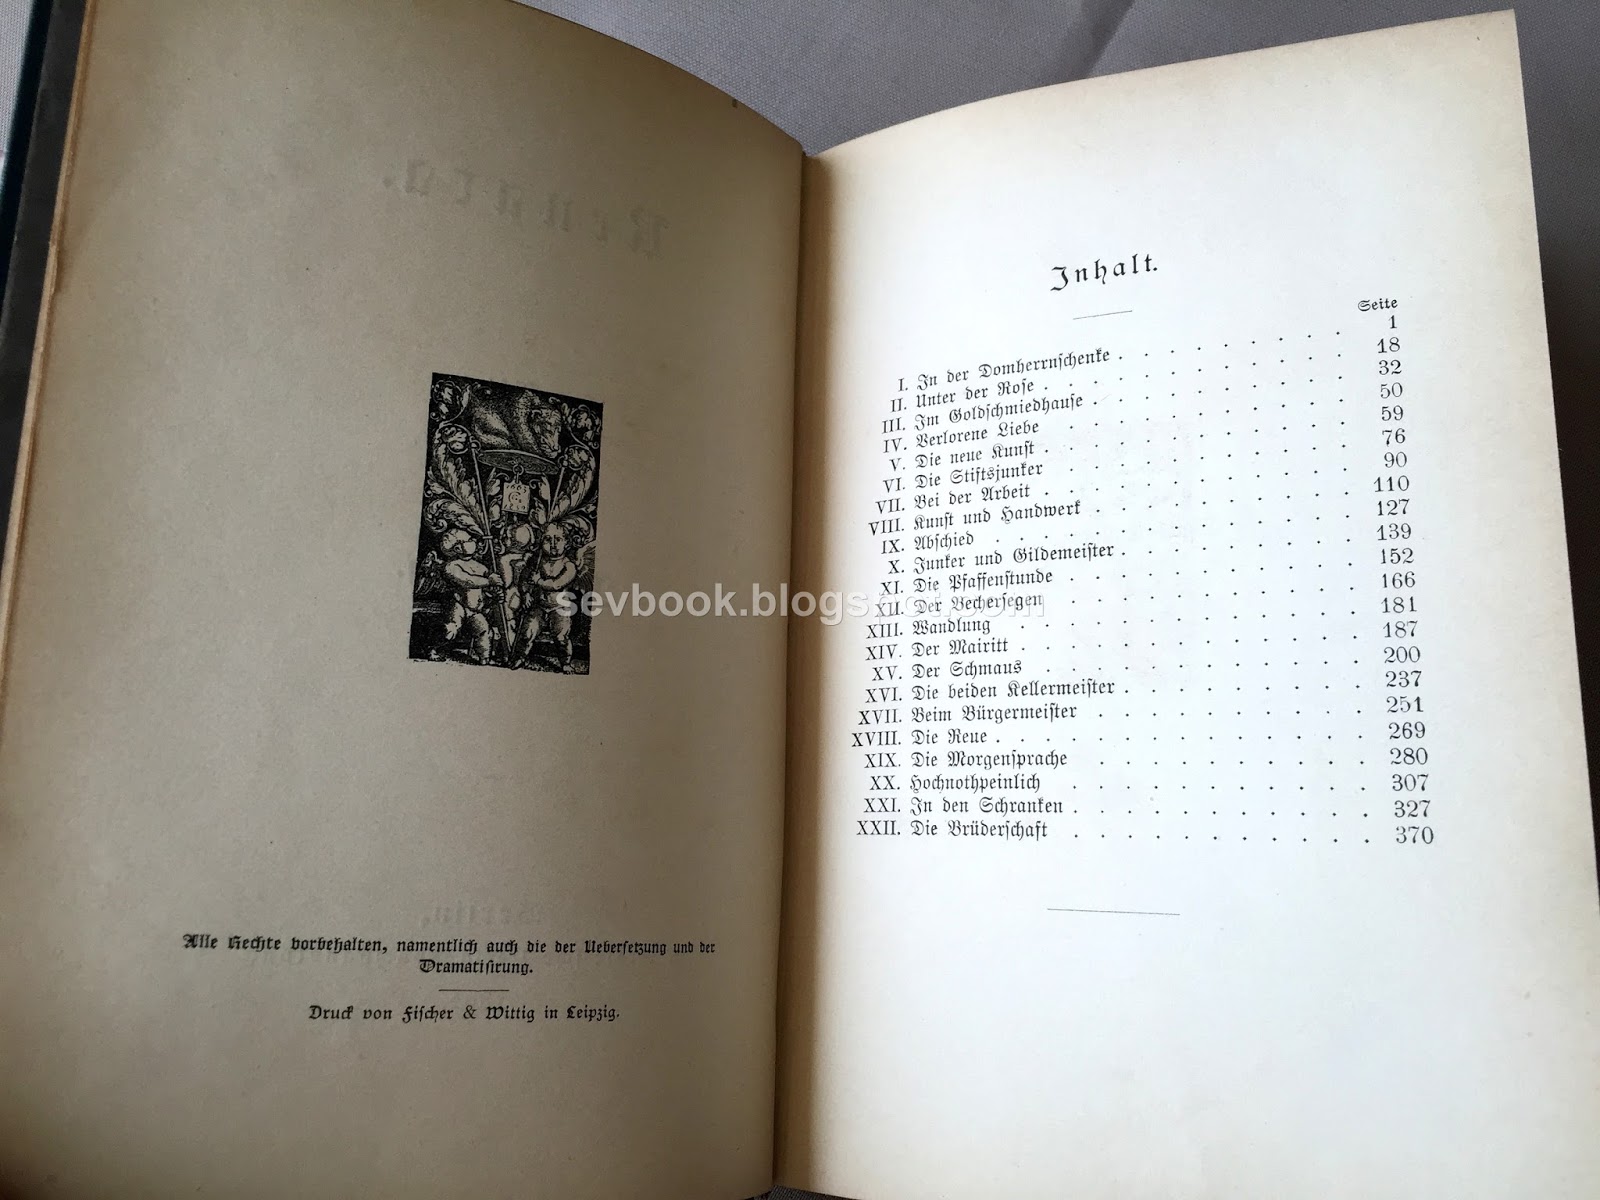 Alle Rechte vorbehalten, namentlich auch die der Uebersetzung und der
Dramatisirung.
Druck von Fischer & Wittig in Leipzig.
Inhalt.
Seite
I. In der Domherrnschenke . . . . . . . . 1
II. Unter der Rose . . . . . . . . . . 18
III. Im Goldschmiedhause . . . . . . . . . 32
IV. Verlorene Liebe . . . . . . . . . . 50
V. Die neue Kunst . . . . . . . . . . 59
VI. Die Stiftsjunker . . . . . . . . . . 76
VII. Bei der Arbeit . . . . . . . . . . 90
VIII. Kunst und Handwerk . . . . . . . . . 110
IX. Abschied . . . . . . . . . . . . 127
X. Junker und Gildemeister . . . . . . . . 139
XI. Die Pfaffenstunde . . . . . . . . . 152
XII. Der Bechersegen . . . . . . . . . . 166
XIII. Wandlung . . . . . . . . . . . 181
XIV. Der Mairitt . . . . . . . . . . . 187
XV. Der Schmaus . . . . . . . . . . 200
XVI. Die beiden Kellermeister . . . . . . . . 237
XVII. Beim Bürgermeister . . . . . . . . . 251
XVIII. Die Reue . . . . . . . . . . . . 269
XIX. Die Morgensprache . . . . . . . . . 280
XX. Hochnothpeinlich . . . . . . . . . . 307
XXI. In den Schranken . . . . . . . . . . 327
XXII. Die Brüderschaft . . . . . . . . . . 370
sevbook.blogspot.com